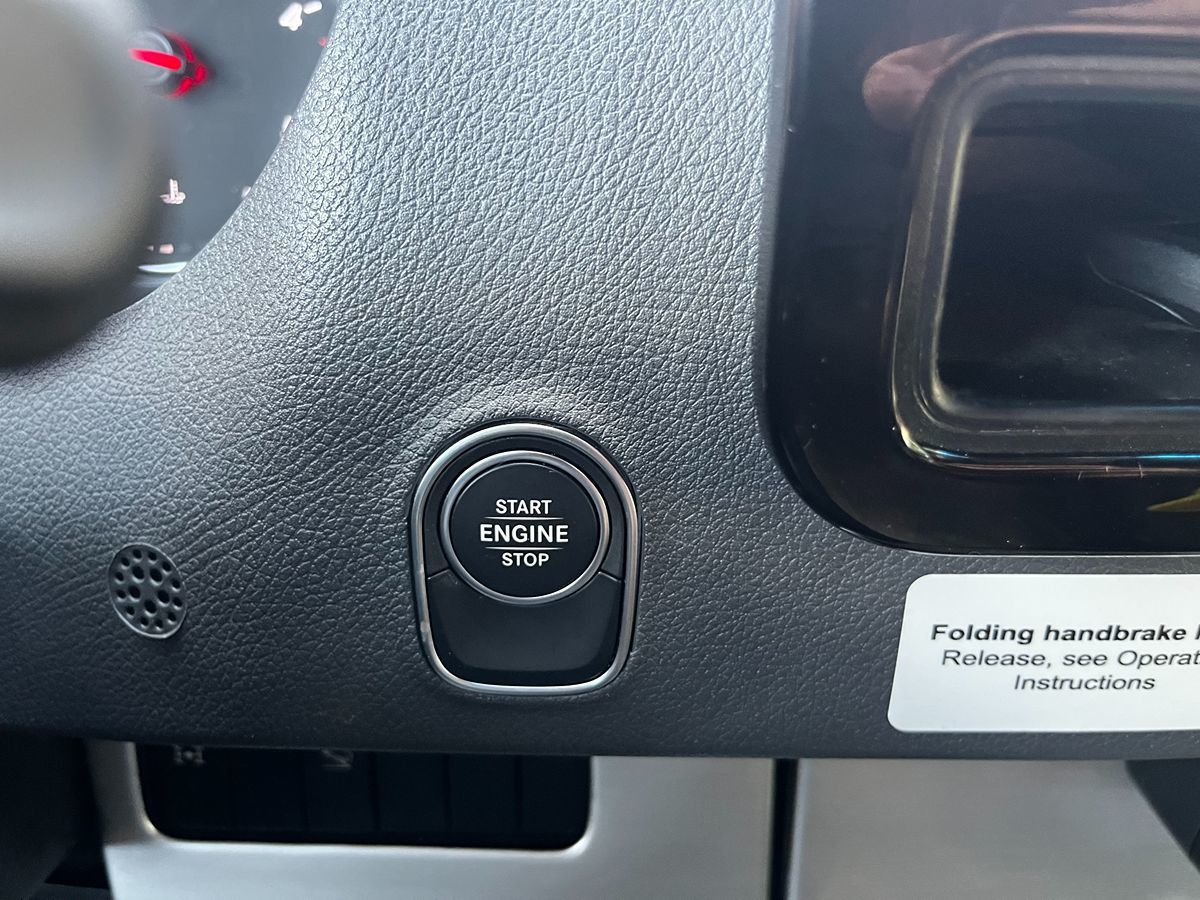 START
ENGINE
STOP
Folding handbrake
Release, see Operat
Instructions